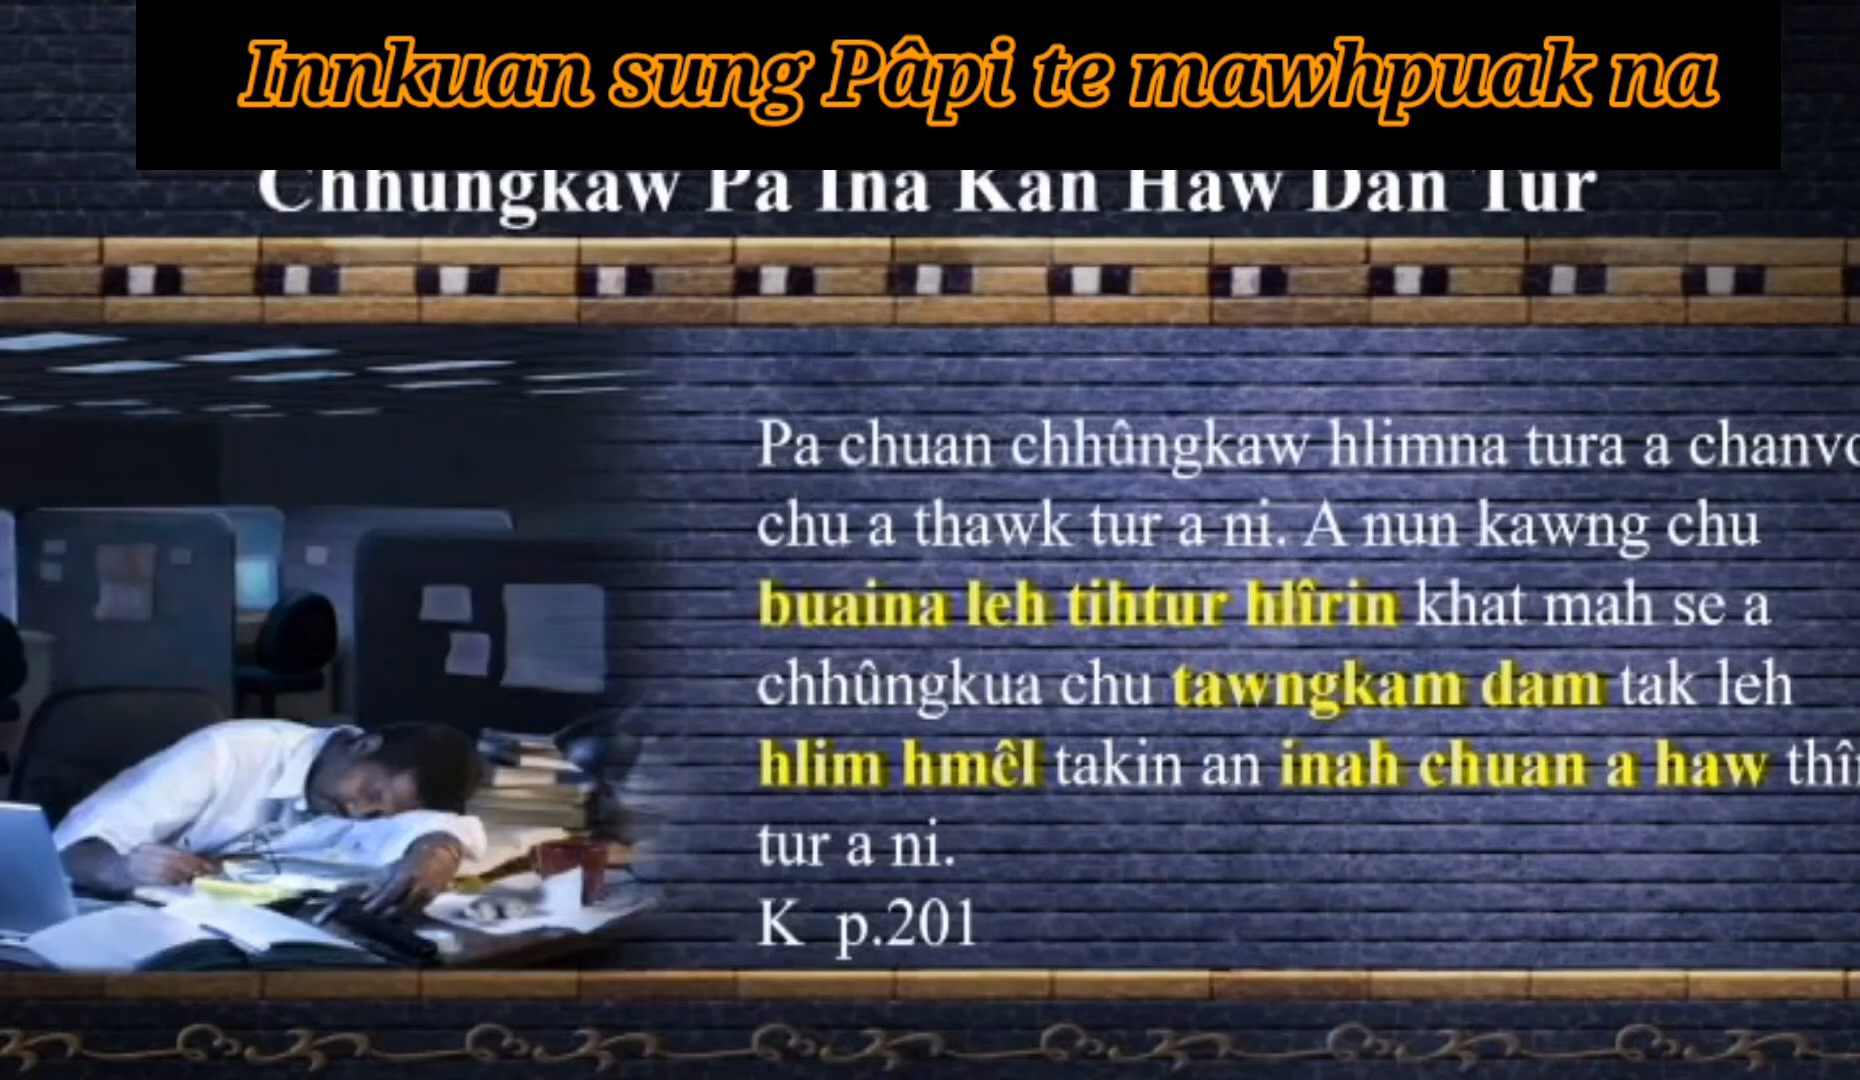 Innkuan sung Pâpi te mawhpuak na
Chhungkaw Pa Ina Kan Haw Dan Tur
Pa chuan chhûngkaw hlimna tura a
chu a thawk tur a ni. A nun kawng chu
buaina leh tihtur hlîrin khat mah se a
chhûngkua chu tawngkam dam tak leh
hlim hmêl takin an inah chuan a haw
tur a ni.
K p.201